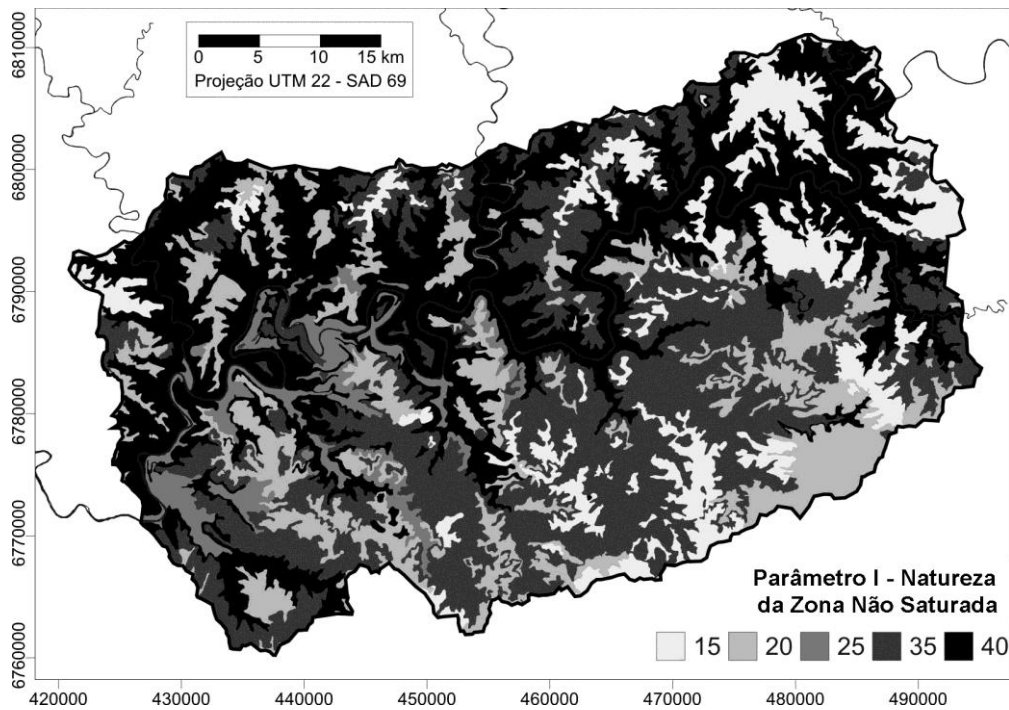 6810000
0 5 10 15 km
Projeção UTM 22 - SAD 69
6800000
6790000
6780000
6770000
6760000
Parâmetro I - Natureza
da Zona Não Saturada
15 20 25 35 40
420000 430000 440000 450000 460000 470000 480000 490000